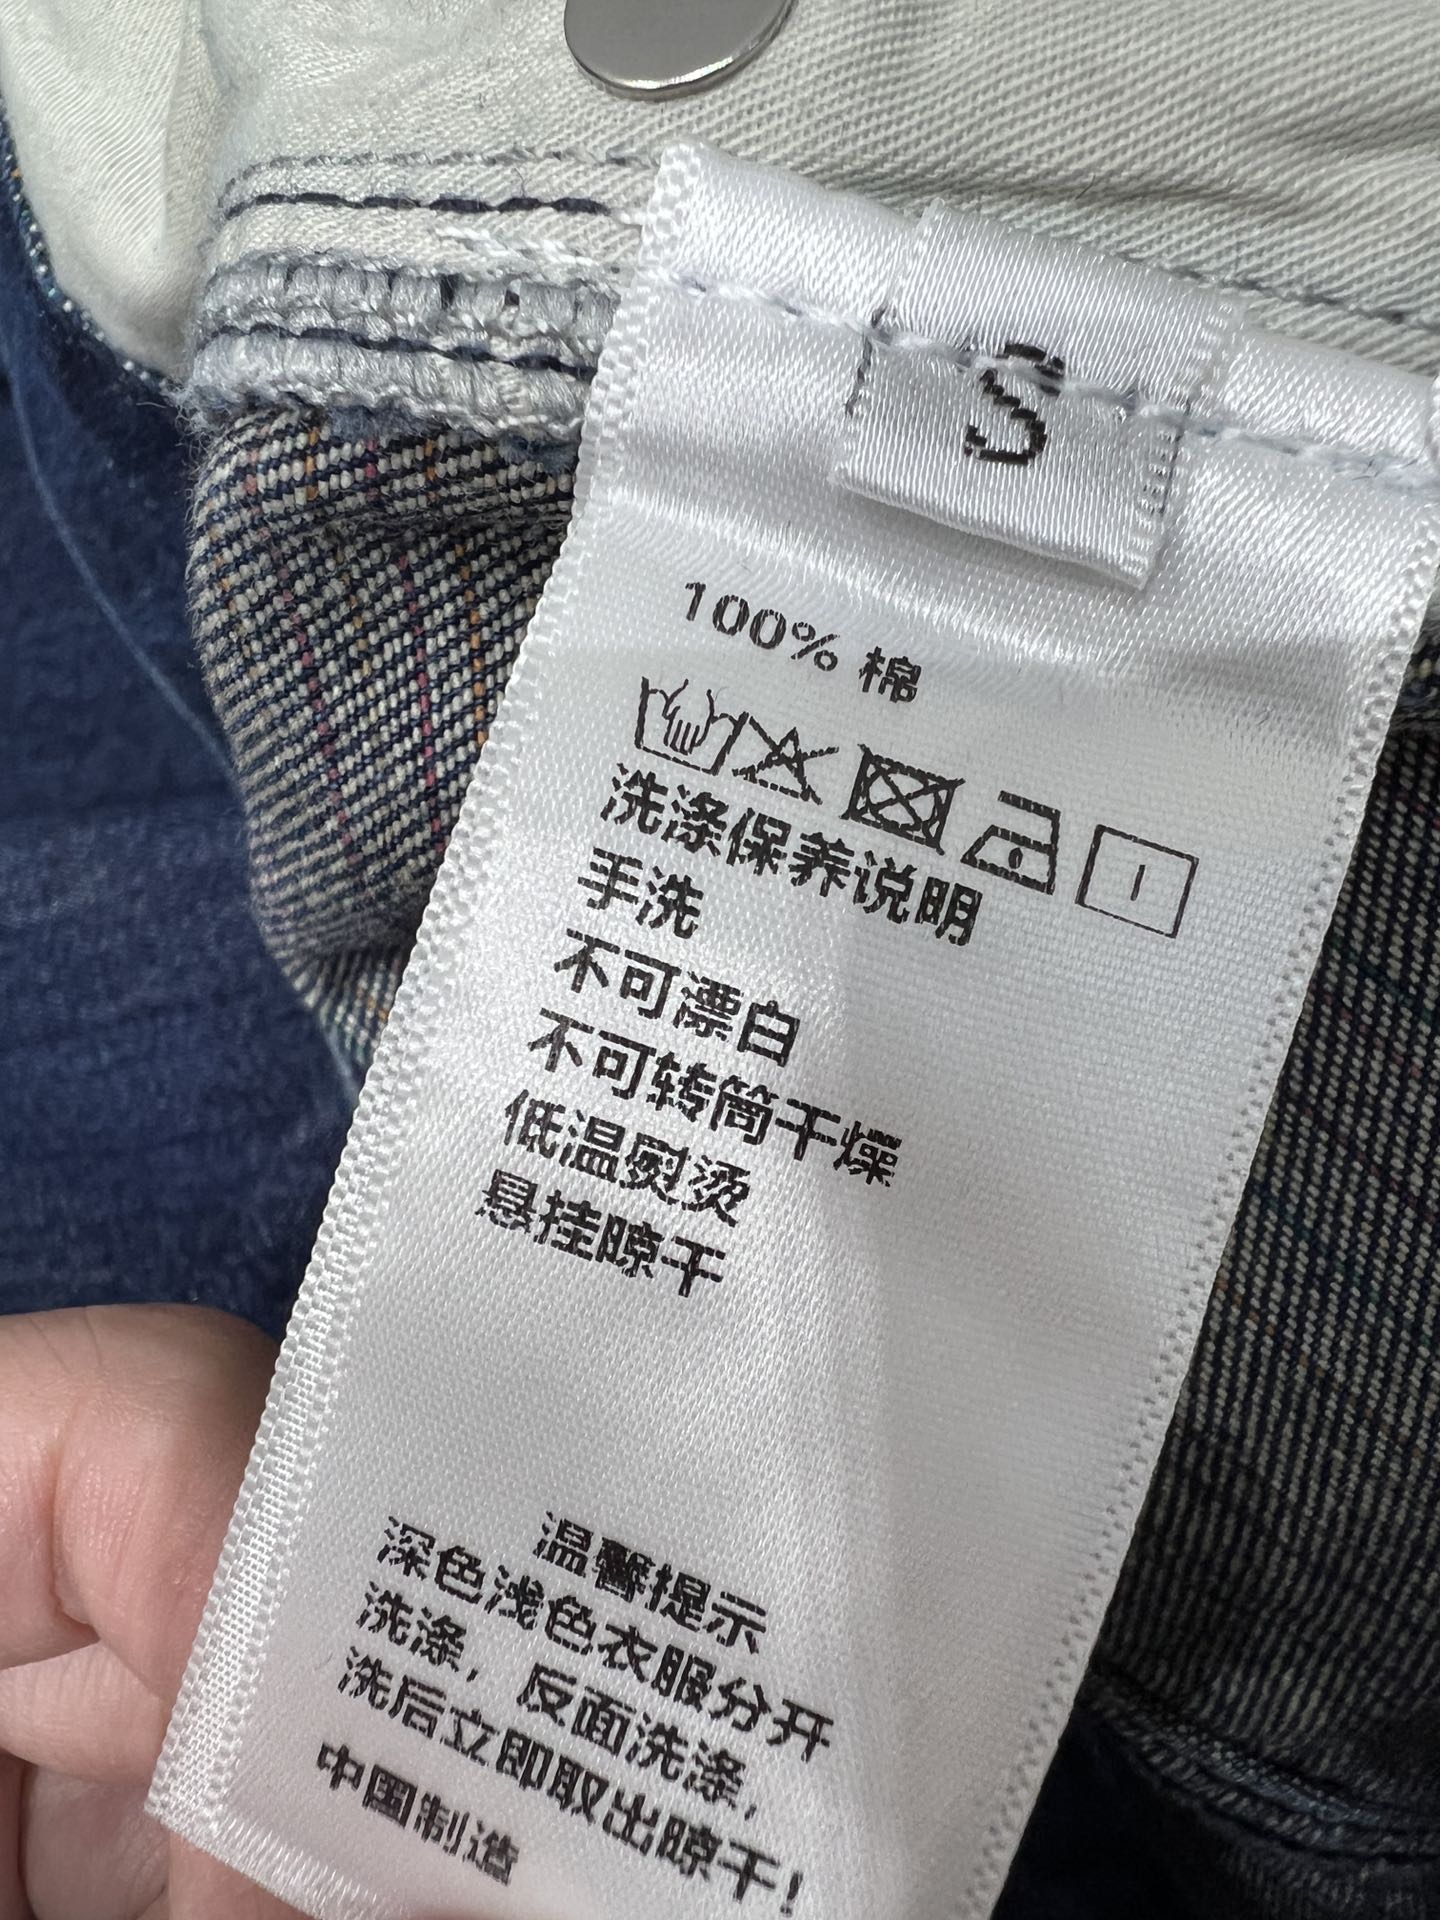 S
100% 棉
洗涤保养说明
手洗
不可漂白
不可转筒干燥
低温熨烫
悬挂晾干
温馨提示
深色浅色衣服分开
洗涤，反面洗涤，
洗后立即取出晾干！
中国制造